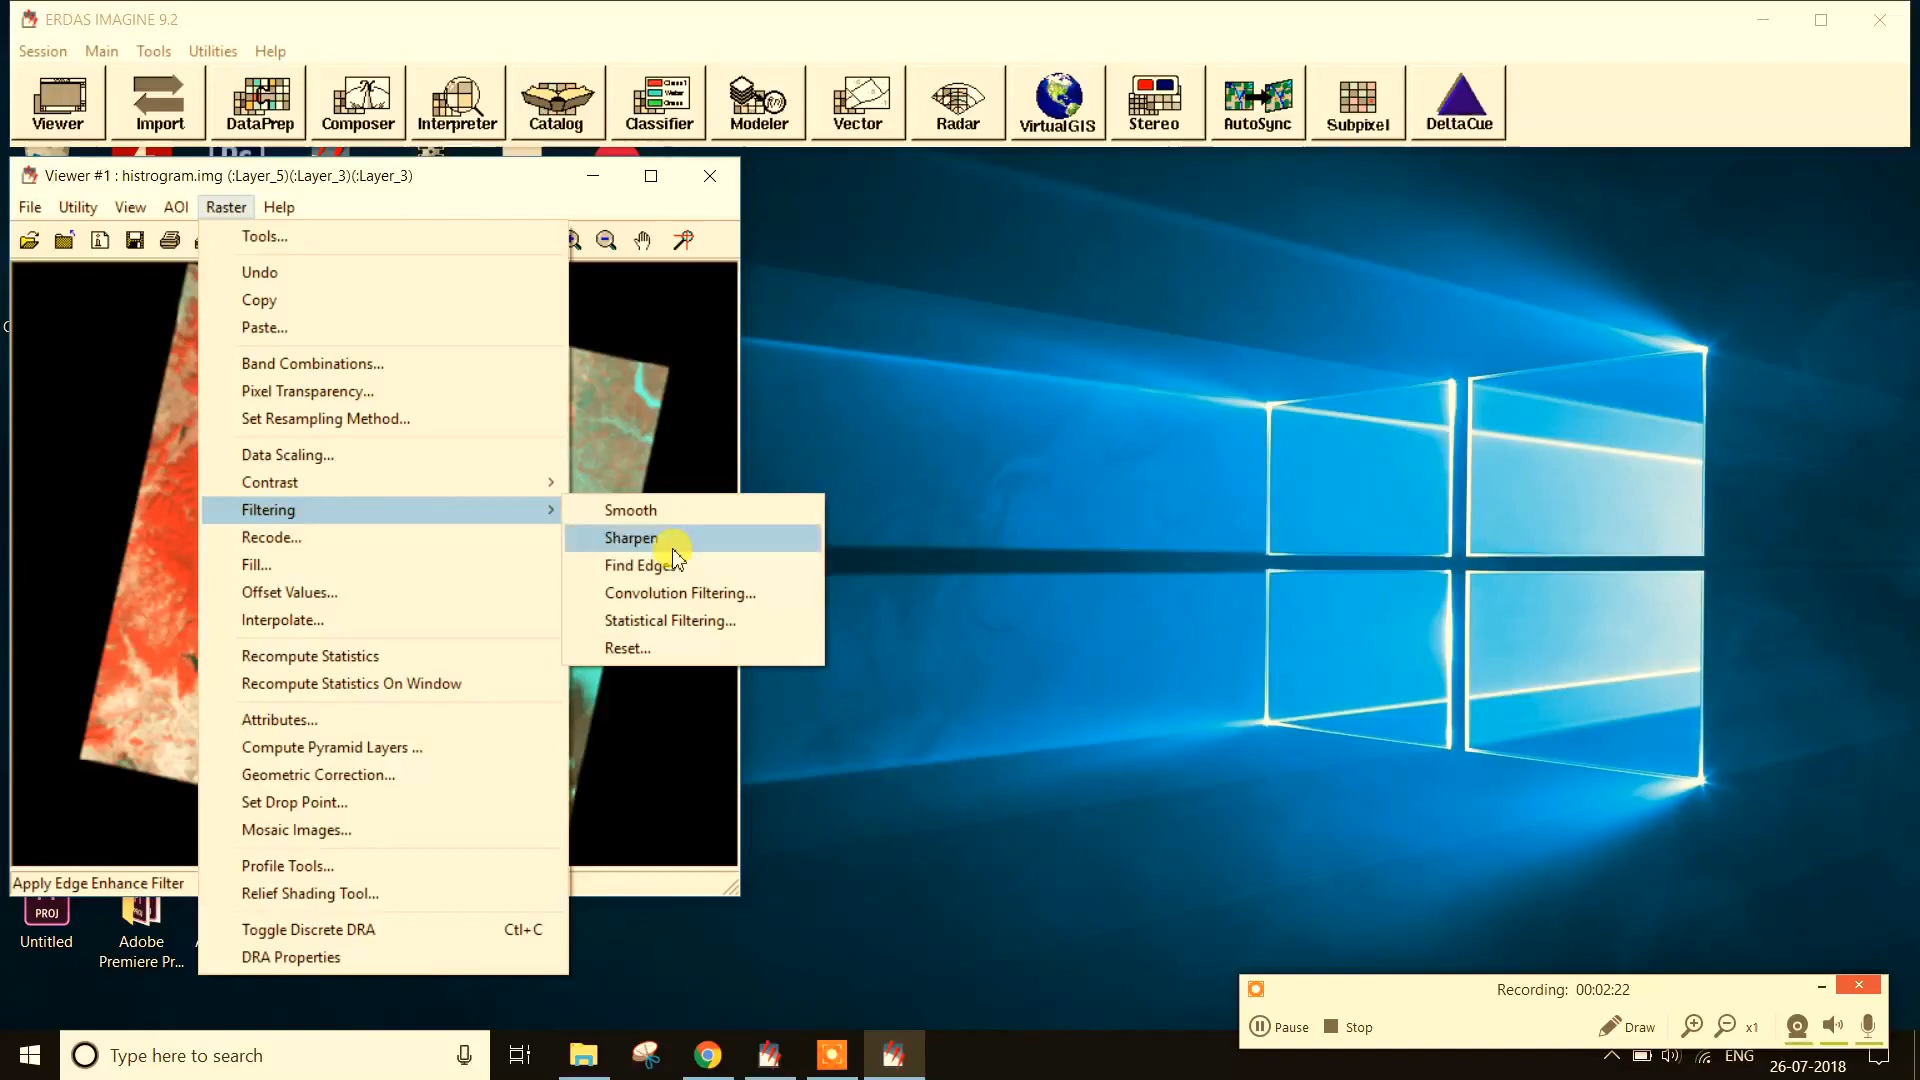 ERDAS IMAGINE 9.2
Session Main Tools Utilities Help
Viewer Import DataPrep Composer Interpreter Catalog Classifier Modeler Vector Radar VirtualGIS Stereo AutoSync Subpixel DeltaCue
Viewer #1 : histrogram.img (:Layer_5)(:Layer_3)(:Layer_3)
File Utility View AOI Raster Help
Tools...
Undo
Copy
Paste...
Band Combinations...
Pixel Transparency...
Set Resampling Method...
Data Scaling...
Contrast
Filtering
Recode...
Fill...
Offset Values...
Interpolate...
Recompute Statistics
Recompute Statistics On Window
Attributes...
Compute Pyramid Layers ...
Geometric Correction...
Set Drop Point...
Mosaic Images...
Profile Tools...
Relief Shading Tool...
Toggle Discrete DRA Ctl+C
DRA Properties
Smooth
Sharpen
Find Edges
Convolution Filtering...
Statistical Filtering...
Reset...
Apply Edge Enhance Filter
PROJ
Untitled
Adobe
Premiere Pr...
Recording: 00:02:22
Pause Stop Draw x1
Type here to search
ENG
26-07-2018